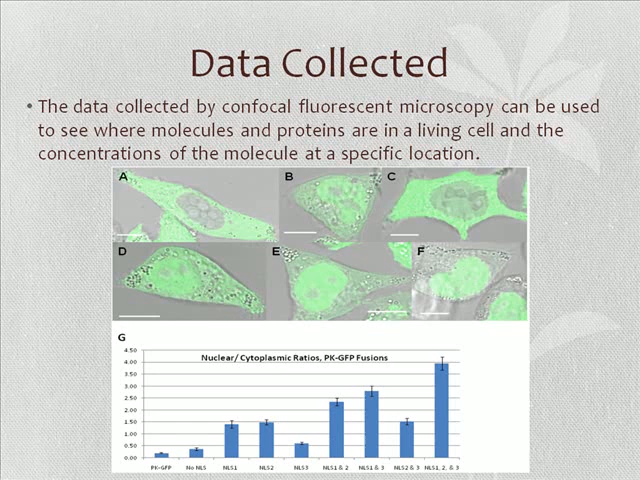 Data Collected
• The data collected by confocal fluorescent microscopy can be used
to see where molecules and proteins are in a living cell and the
concentrations of the molecule at a specific location.
A B C
D E F
G
Nuclear/ Cytoplasmic Ratios, PK-GFP Fusions
4.50
4.00
3.50
3.00
2.50
2.00
1.50
1.00
0.50
0.00
PK-GFP No NLS NLS1 NLS2 NLS3 NLS1 & 2 NLS1 & 3 NLS2 & 3 NLS1, 2, & 3